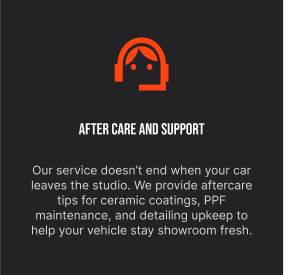 AFTER CARE AND SUPPORT
Our service doesn't end when your car
leaves the studio. We provide aftercare
tips for ceramic coatings, PPF
maintenance, and detailing upkeep to
help your vehicle stay showroom fresh.